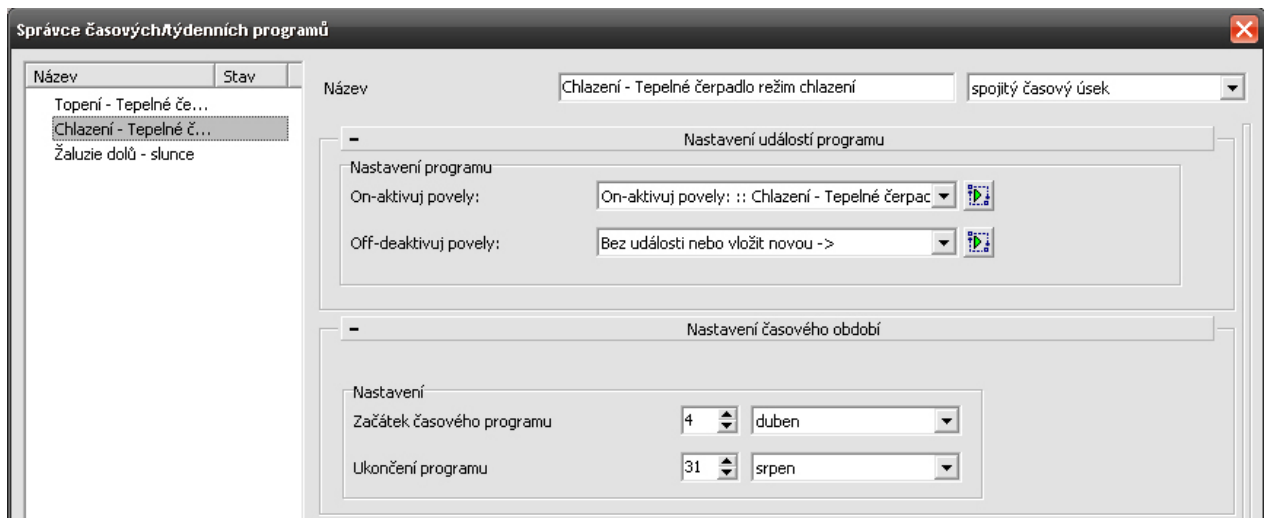 Správce časových/týdenních programů
Název Stav
Topení - Tepelné če...
Chlazení - Tepelné č...
Žaluzie dolů - slunce
Název Chlazení - Tepelné čerpadlo režim chlazení spojitý časový úsek
Nastavení událostí programu
Nastavení programu
On-aktivuj povely: On-aktivuj povely: :: Chlazení - Tepelné čerpac
Off-deaktivuj povely: Bez události nebo vložit novou ->
Nastavení časového období
Nastavení
Začátek časového programu 4 duben
Ukončení programu 31 srpen